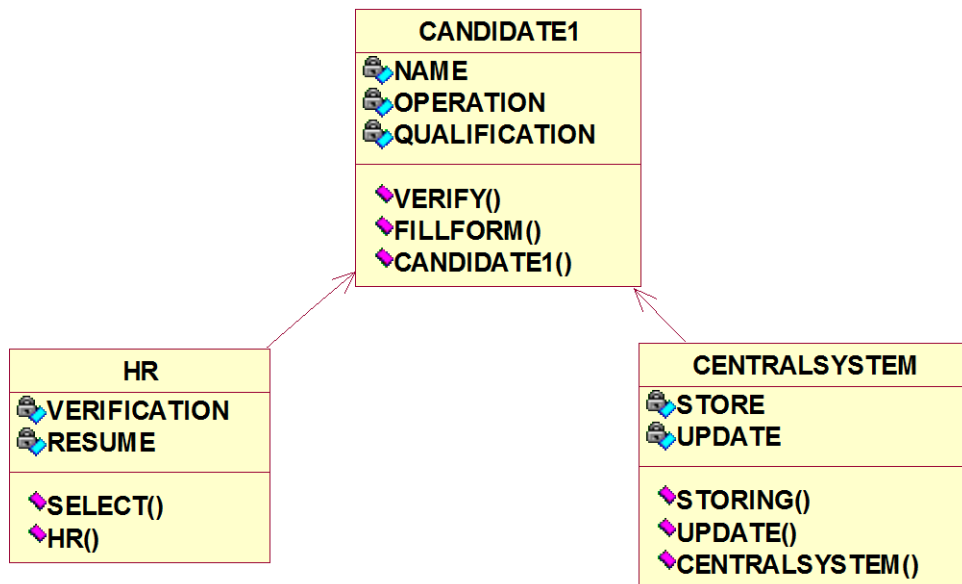 CANDIDATE1
NAME
OPERATION
QUALIFICATION
VERIFY()
FILLFORM()
CANDIDATE1()
HR
VERIFICATION
RESUME
SELECT()
HR()
CENTRALSYSTEM
STORE
UPDATE
STORING()
UPDATE()
CENTRALSYSTEM()